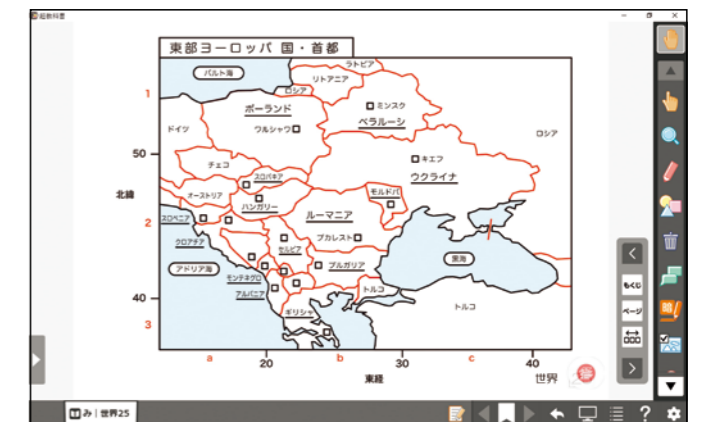 超教科書
東部ヨーロッパ 国・首都
バルト海
ラトビア
リトアニア
ロシア
1
ミンスク
ポーランド
ベラルーシ
ドイツ
ワルシャワ
ロシア
50
チェコ
キエフ
スロバキア
ウクライナ
北緯
オーストリア
モルドバ
ハンガリー
スロベニア
ルーマニア
2
クロアチア
ブカレスト
セルビア
アドリア海
ブルガリア
黒海
モンテネグロ
アルバニア
トルコ
40
ギリシャ
トルコ
3
a
b
c
20
30
40
東経
世界
もくじ
ページ
み|世界25